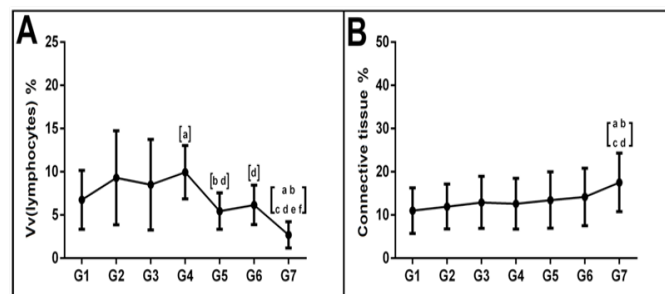 A
Vv(lymphocytes) %
25
20
15
10
5
0
[a]
[b d]
[d]
[a b
c d e f]
G1 G2 G3 G4 G5 G6 G7
B
Connective tissue %
50
40
30
20
10
0
[a b
c d]
G1 G2 G3 G4 G5 G6 G7